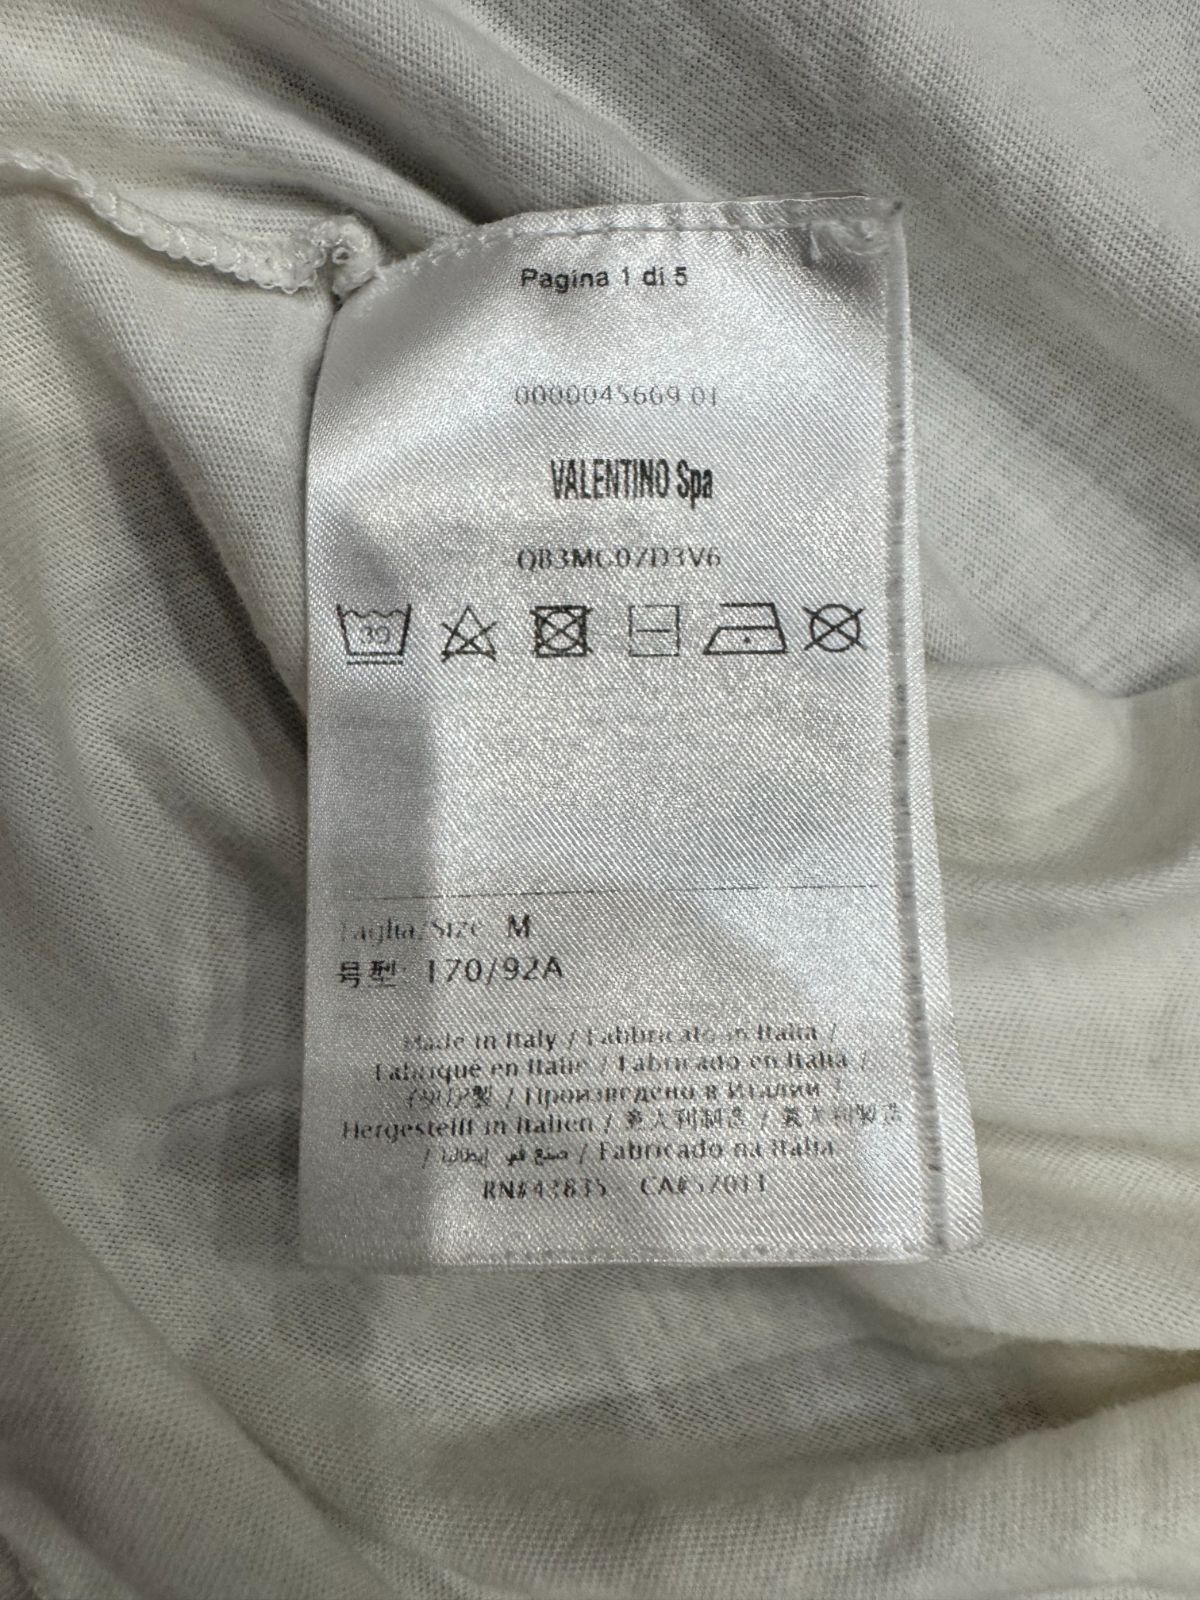 Pagina 1 di 5
0000045669 01
VALENTINO Spa
QB3MG07D3V6
30
Taglia/Size M
号型 170/92A
Made in Italy / Fabbricato in Italia /
Fabriqué en Italie / Fabricado en Italia /
イタリア製 / Произведено в Италии /
Hergestellt in Italien / 意大利制造 / 義大利製造
/ صنع في إيطاليا / Fabricado na Italia
RN#43835 CA#57011